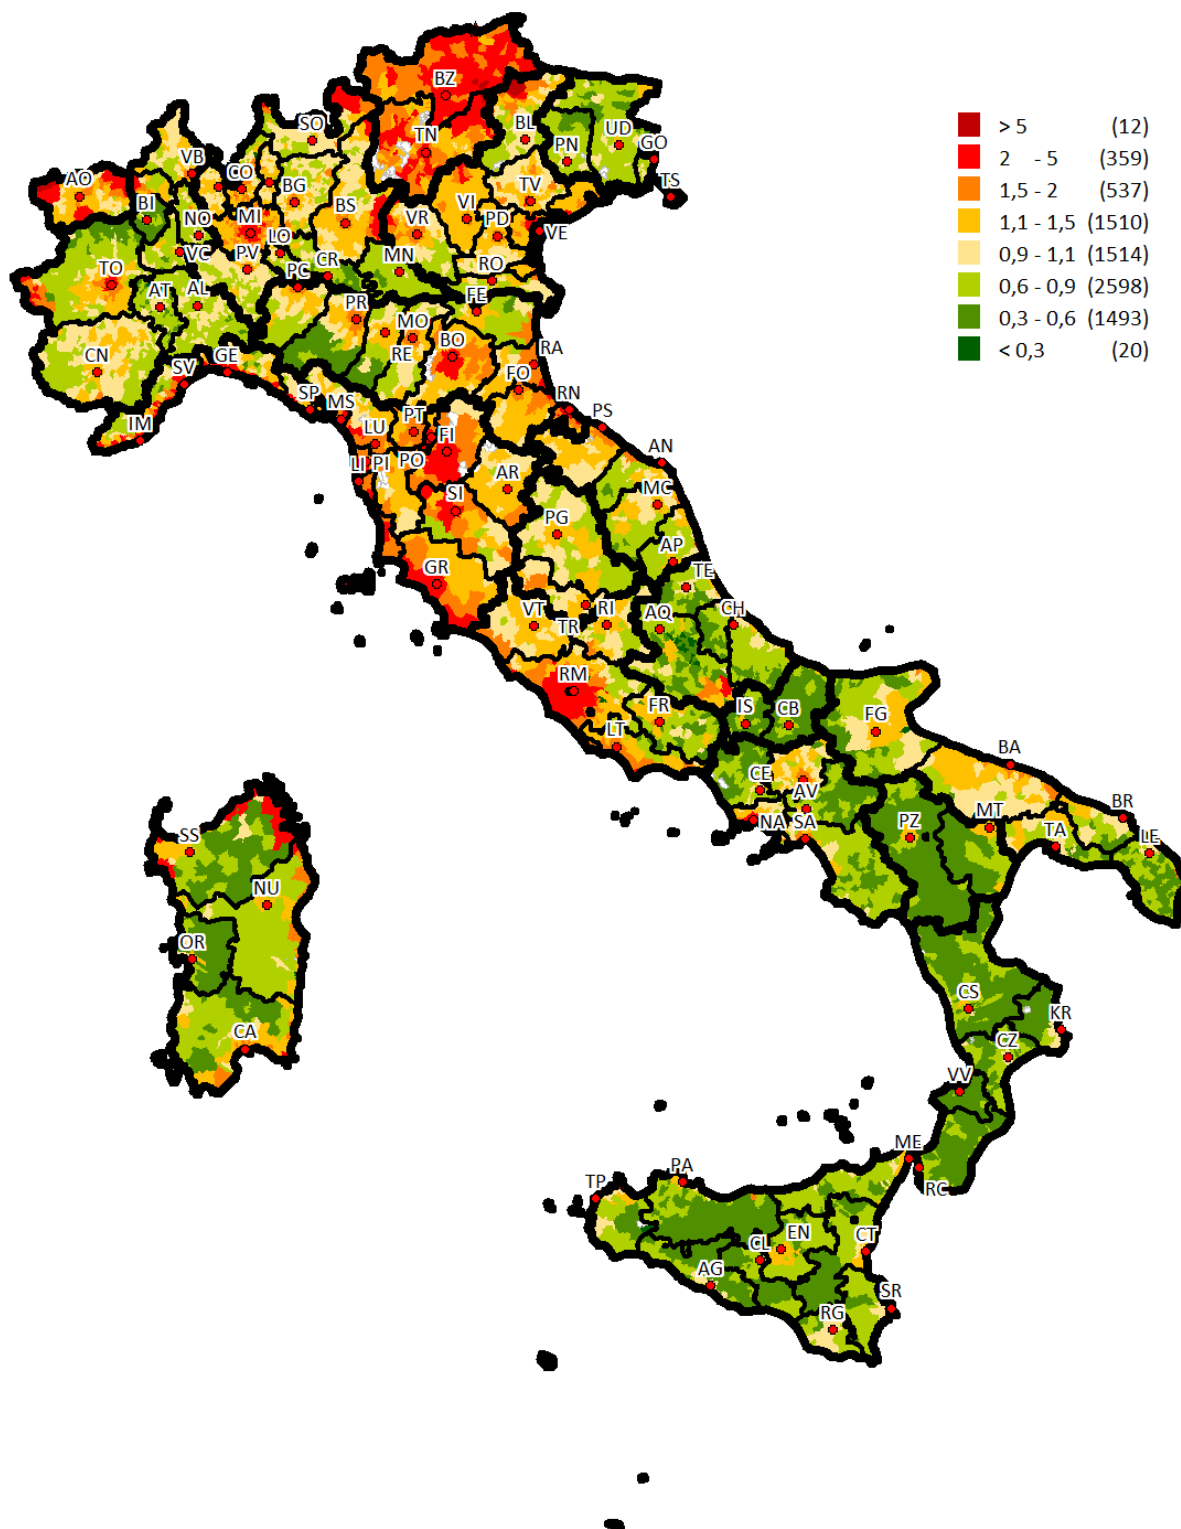 BZ
SO
TN
BL
PN
UD
GO
VB
CO
BG
TV
TS
AO
BI
NO
MI
BS
VR
VI
PD
VE
LO
VC
PV
CR
MN
RO
TO
PC
AT
AL
FE
PR
MO
BO
RA
CN
SV
GE
RE
FO
SP
MS
RN
PS
IM
LU
PT
FI
AN
LI
PI
PO
AR
SI
MC
PG
AP
GR
TE
VT
TR
RI
AQ
CH
RM
FR
IS
CB
FG
LT
BA
CE
AV
NA
SA
PZ
MT
BR
TA
LE
SS
NU
OR
CA
CS
KR
CZ
VV
ME
RC
PA
TP
EN
CL
CT
AG
SR
RG
> 5 (12)
2 - 5 (359)
1,5 - 2 (537)
1,1 - 1,5 (1510)
0,9 - 1,1 (1514)
0,6 - 0,9 (2598)
0,3 - 0,6 (1493)
< 0,3 (20)